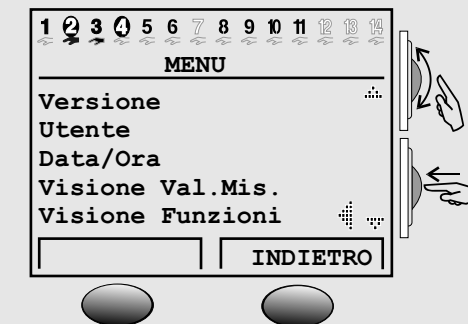 1 2 3 4 5 6 7 8 9 10 11 12 13 14
MENU
Versione
Utente
Data/Ora
Visione Val.Mis.
Visione Funzioni
INDIETRO